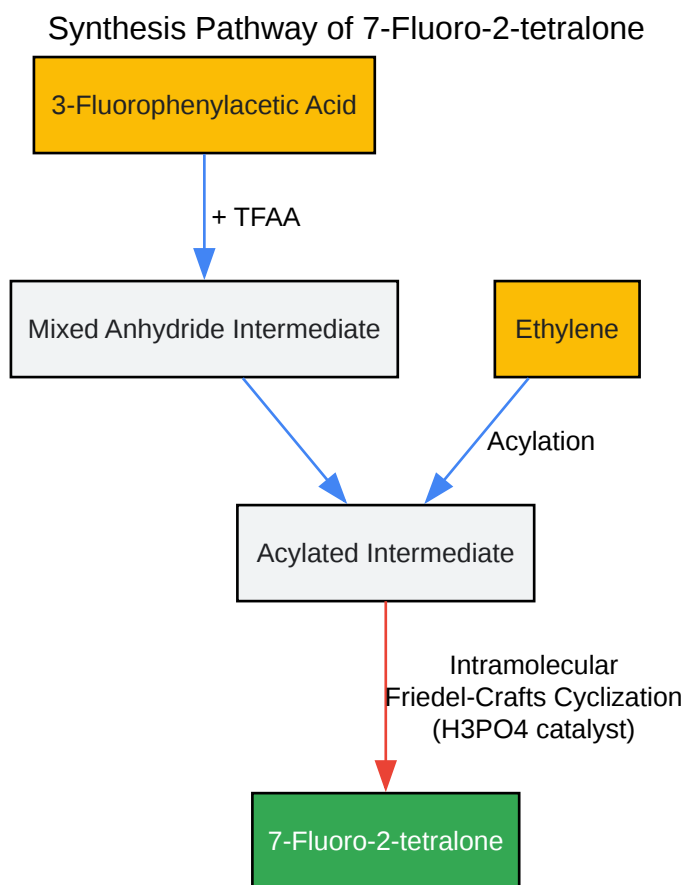 Synthesis Pathway of 7-Fluoro-2-tetralone
3-Fluorophenylacetic Acid
+ TFAA
Mixed Anhydride Intermediate
Ethylene
Acylation
Acylated Intermediate
Intramolecular
Friedel-Crafts Cyclization
(H3PO4 catalyst)
7-Fluoro-2-tetralone